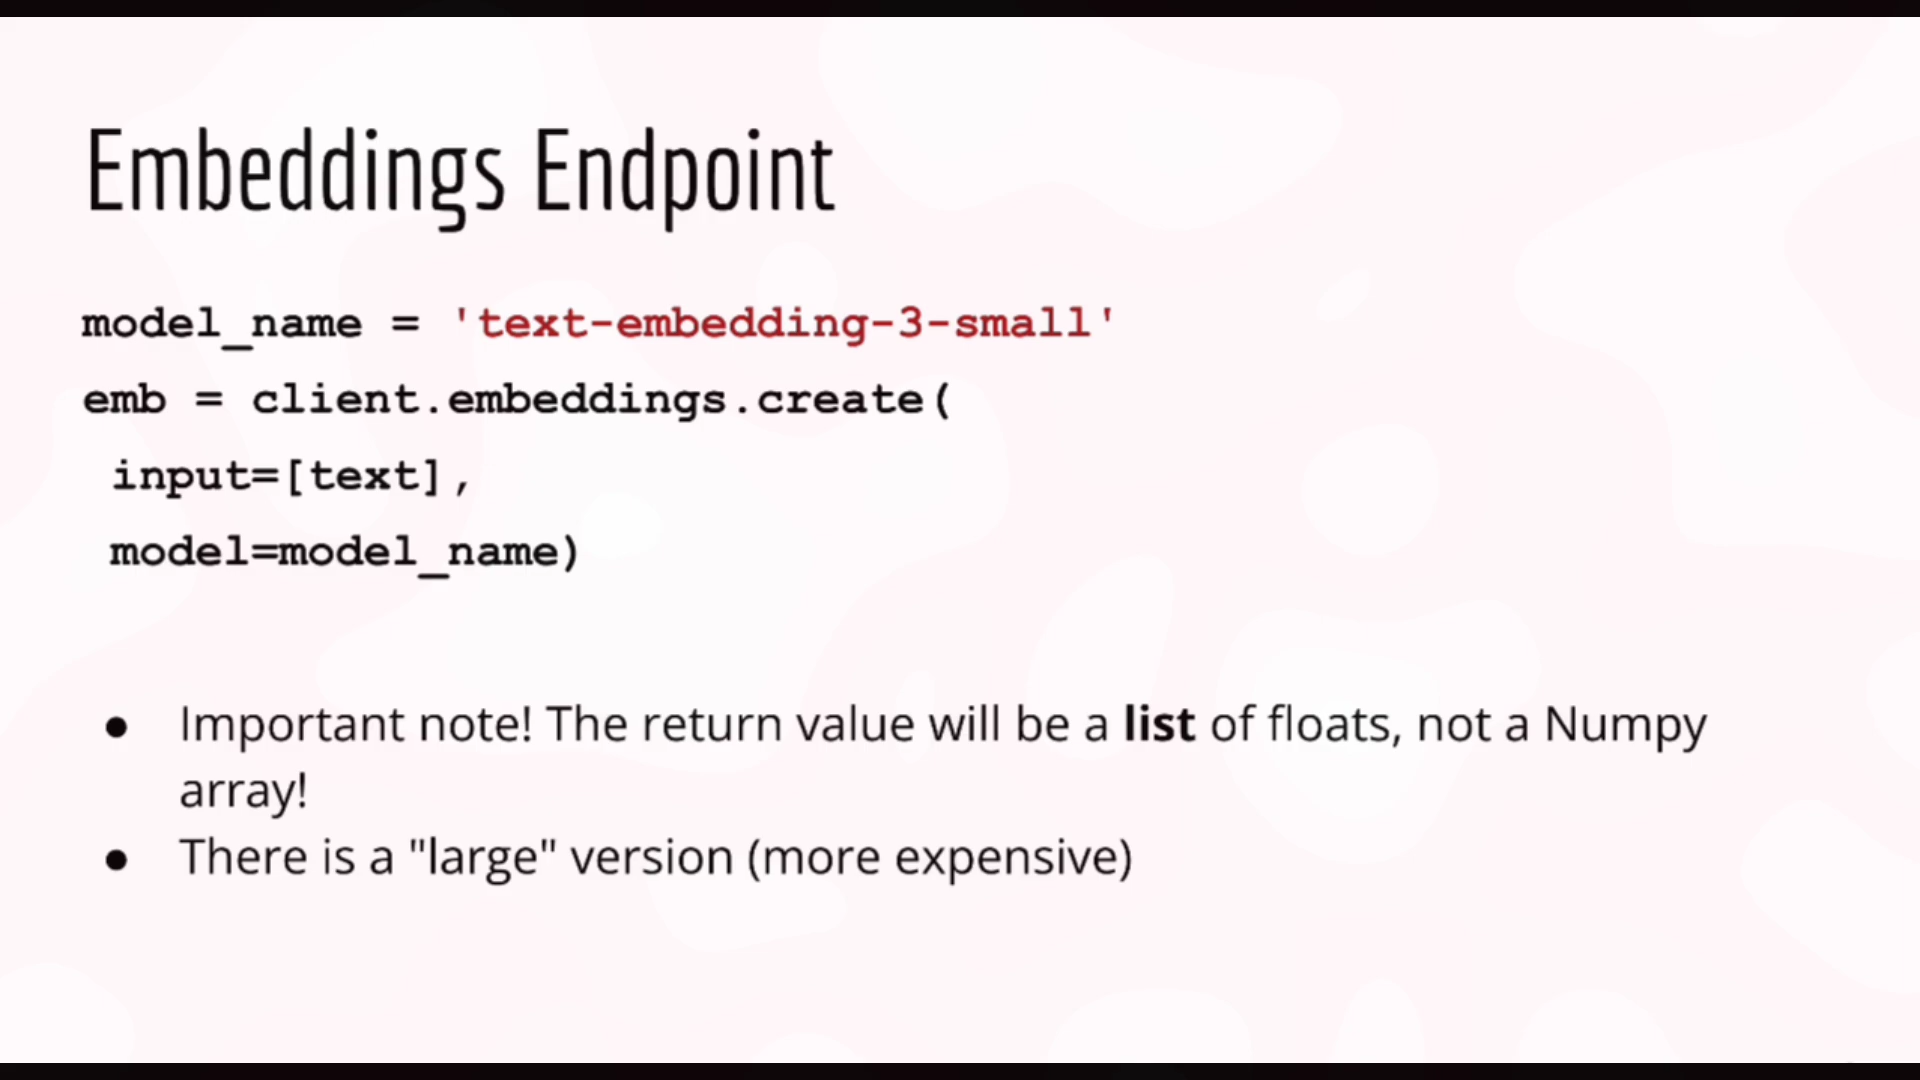 Embeddings Endpoint
model_name = 'text-embedding-3-small'
emb = client.embeddings.create(
input=[text],
model=model_name)
● Important note! The return value will be a list of floats, not a Numpy
array!
● There is a "large" version (more expensive)